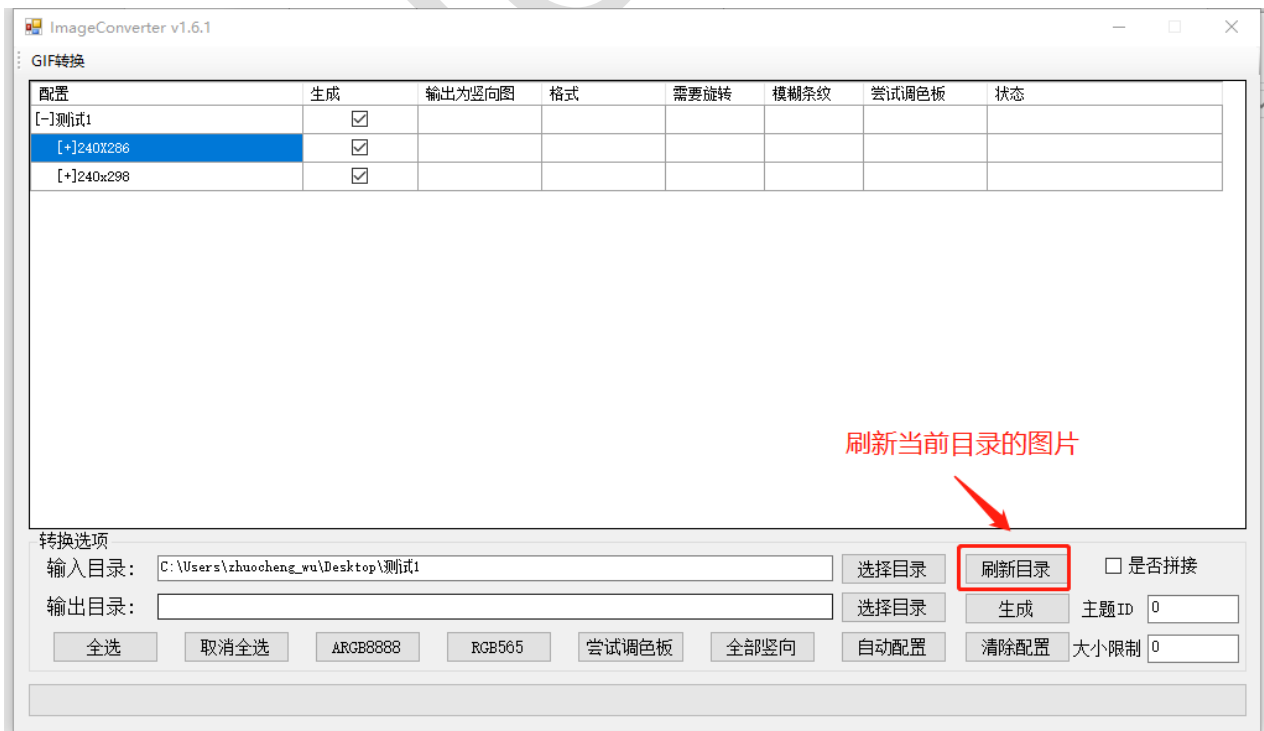 ImageConverter v1.6.1
GIF转换
配置 生成 输出为竖向图 格式 需要旋转 模糊条纹 尝试调色板 状态
[-]测试1
[+]240X286
[+]240x298
刷新当前目录的图片
转换选项
输入目录: C:\Users\zhuocheng_wu\Desktop\测试1 选择目录 刷新目录 是否拼接
输出目录: 选择目录 生成 主题ID 0
全选 取消全选 ARGB8888 RGB565 尝试调色板 全部竖向 自动配置 清除配置 大小限制 0